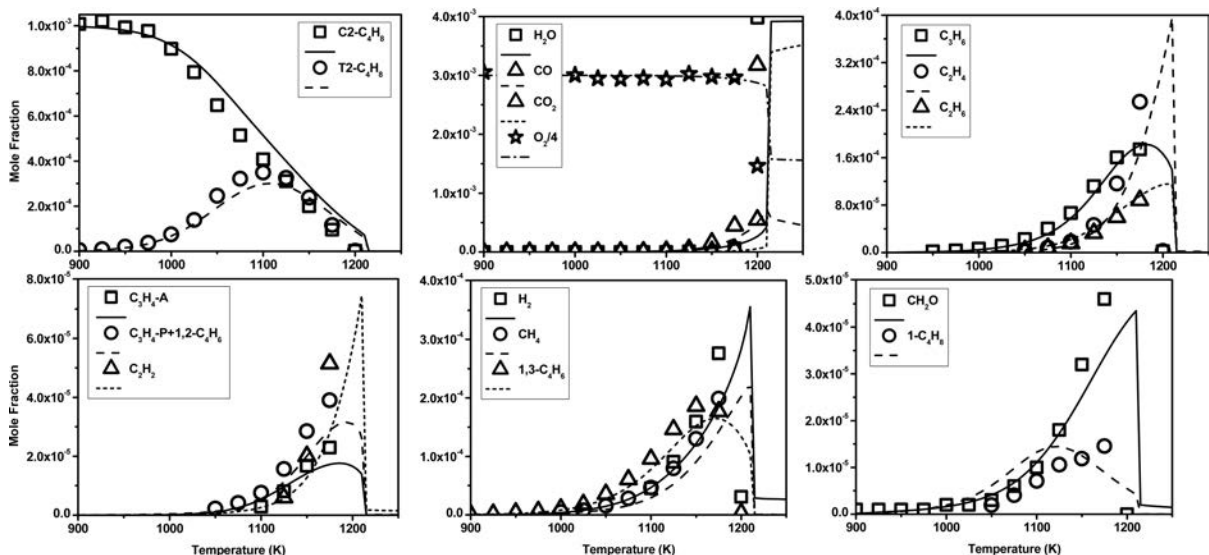 1.0x10⁻³
8.0x10⁻⁴
6.0x10⁻⁴
4.0x10⁻⁴
2.0x10⁻⁴
0.0
Mole Fraction
900 1000 1100 1200
C2-C₄H₈
T2-C₄H₈
4.0x10⁻³
3.0x10⁻³
2.0x10⁻³
1.0x10⁻³
0.0
900 1000 1100 1200
H₂O
CO
CO₂
O₂/4
4.0x10⁻⁴
3.2x10⁻⁴
2.4x10⁻⁴
1.6x10⁻⁴
8.0x10⁻⁵
0.0
900 1000 1100 1200
C₃H₆
C₂H₄
C₂H₆
8.0x10⁻⁵
6.0x10⁻⁵
4.0x10⁻⁵
2.0x10⁻⁵
0.0
Mole Fraction
900 1000 1100 1200
Temperature (K)
C₃H₄-A
C₃H₄-P+1,2-C₄H₆
C₂H₂
4.0x10⁻⁴
3.0x10⁻⁴
2.0x10⁻⁴
1.0x10⁻⁴
0.0
900 1000 1100 1200
Temperature (K)
H₂
CH₄
1,3-C₄H₆
5.0x10⁻⁵
4.0x10⁻⁵
3.0x10⁻⁵
2.0x10⁻⁵
1.0x10⁻⁵
0.0
900 1000 1100 1200
Temperature (K)
CH₂O
1-C₄H₈